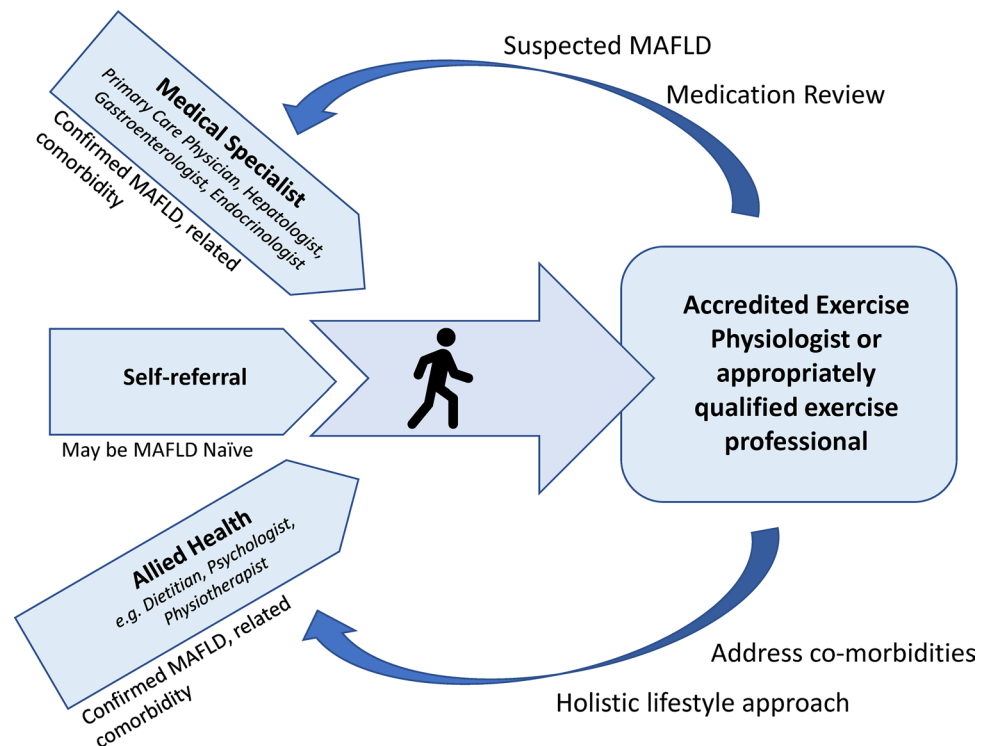 Suspected MAFLD
Medication Review
Medical Specialist
Primary Care Physician, Hepatologist,
Gastroenterologist, Endocrinologist
Confirmed MAFLD, related
comorbidity
Self-referral
May be MAFLD Naïve
Accredited Exercise
Physiologist or
appropriately
qualified exercise
professional
Allied Health
e.g. Dietitian, Psychologist,
Physiotherapist
Confirmed MAFLD, related
comorbidity
Address co-morbidities
Holistic lifestyle approach